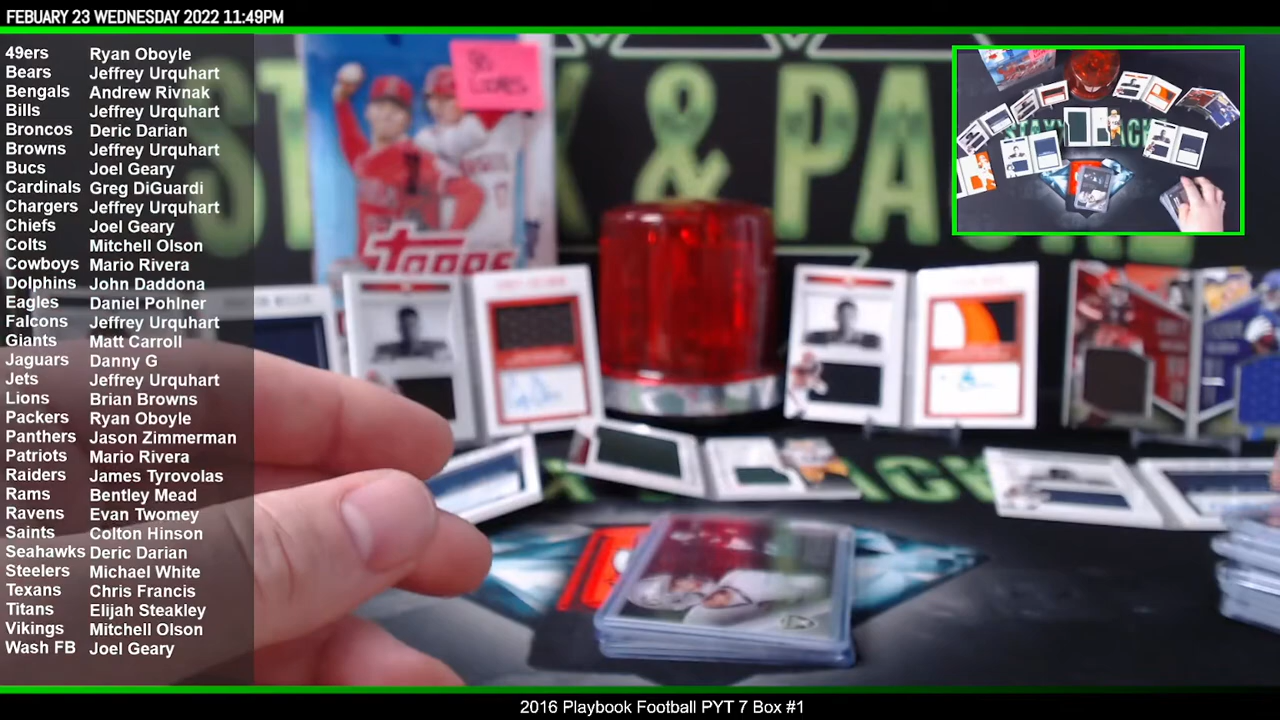 FEBUARY 23 WEDNESDAY 2022 11:49PM
49ers Ryan Oboyle
Bears Jeffrey Urquhart
Bengals Andrew Rivnak
Bills Jeffrey Urquhart
Broncos Deric Darian
Browns Jeffrey Urquhart
Bucs Joel Geary
Cardinals Greg DiGuardi
Chargers Jeffrey Urquhart
Chiefs Joel Geary
Colts Mitchell Olson
Cowboys Mario Rivera
Dolphins John Daddona
Eagles Daniel Pohlner
Falcons Jeffrey Urquhart
Giants Matt Carroll
Jaguars Danny G
Jets Jeffrey Urquhart
Lions Brian Browns
Packers Ryan Oboyle
Panthers Jason Zimmerman
Patriots Mario Rivera
Raiders James Tyrovolas
Rams Bentley Mead
Ravens Evan Twomey
Saints Colton Hinson
Seahawks Deric Darian
Steelers Michael White
Texans Chris Francis
Titans Elijah Steakley
Vikings Mitchell Olson
Wash FB Joel Geary
&
topps
2016 Playbook Football PYT 7 Box #1